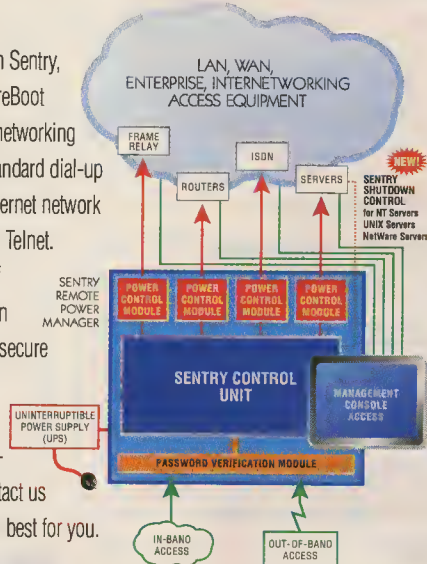 n Sentry,
reBoot
networking
andard dial-up
ernet network
Telnet.
n
secure
tact us
best for you.
LAN, WAN,
ENTERPRISE, INTERNETWORKING
ACCESS EQUIPMENT
FRAME
RELAY
ISDN
ROUTERS
SERVERS
NEW!
SENTRY
SHUTDOWN
CONTROL
for NT Servers
UNIX Servers
NetWare Servers
SENTRY
REMOTE
POWER
MANAGER
POWER
CONTROL
MODULE
POWER
CONTROL
MODULE
POWER
CONTROL
MODULE
POWER
CONTROL
MODULE
SENTRY CONTROL
UNIT
MANAGEMENT
CONSOLE
ACCESS
UNINTERRUPTIBLE
POWER SUPPLY
(UPS)
PASSWORD VERIFICATION MODULE
IN-BAND
ACCESS
OUT-OF-BAND
ACCESS